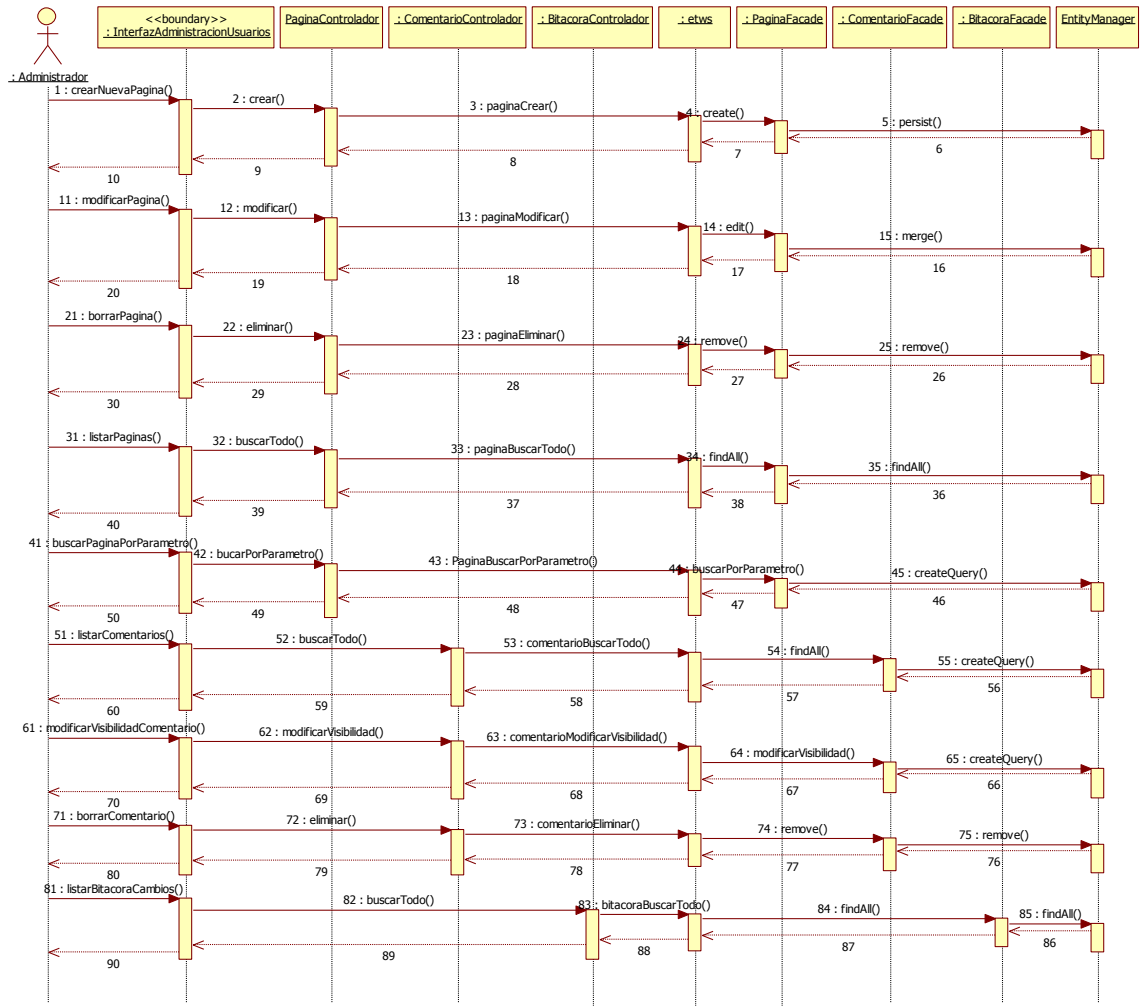 <<boundary>>
: InterfazAdministracionUsuarios
PaginaControlador
: ComentarioControlador
: BitacoraControlador
: etws
: PaginaFacade
: ComentarioFacade
: BitacoraFacade
EntityManager
: Administrador
1 : crearNuevaPagina()
2 : crear()
3 : paginaCrear()
4 : create()
5 : persist()
6
7
8
9
10
11 : modificarPagina()
12 : modificar()
13 : paginaModificar()
14 : edit()
15 : merge()
16
17
18
19
20
21 : borrarPagina()
22 : eliminar()
23 : paginaEliminar()
24 : remove()
25 : remove()
26
27
28
29
30
31 : listarPaginas()
32 : buscarTodo()
33 : paginaBuscarTodo()
34 : findAll()
35 : findAll()
36
37
38
39
40
41 : buscarPaginaPorParametro()
42 : bucarPorParametro()
43 : PaginaBuscarPorParametro()
44 : buscarPorParametro()
45 : createQuery()
46
47
48
49
50
51 : listarComentarios()
52 : buscarTodo()
53 : comentarioBuscarTodo()
54 : findAll()
55 : createQuery()
56
57
58
59
60
61 : modificarVisibilidadComentario()
62 : modificarVisibilidad()
63 : comentarioModificarVisibilidad()
64 : modificarVisibilidad()
65 : createQuery()
66
67
68
69
70
71 : borrarComentario()
72 : eliminar()
73 : comentarioEliminar()
74 : remove()
75 : remove()
76
77
78
79
80
81 : listarBitacoraCambios()
82 : buscarTodo()
83 : bitacoraBuscarTodo()
84 : findAll()
85 : findAll()
86
87
88
89
90